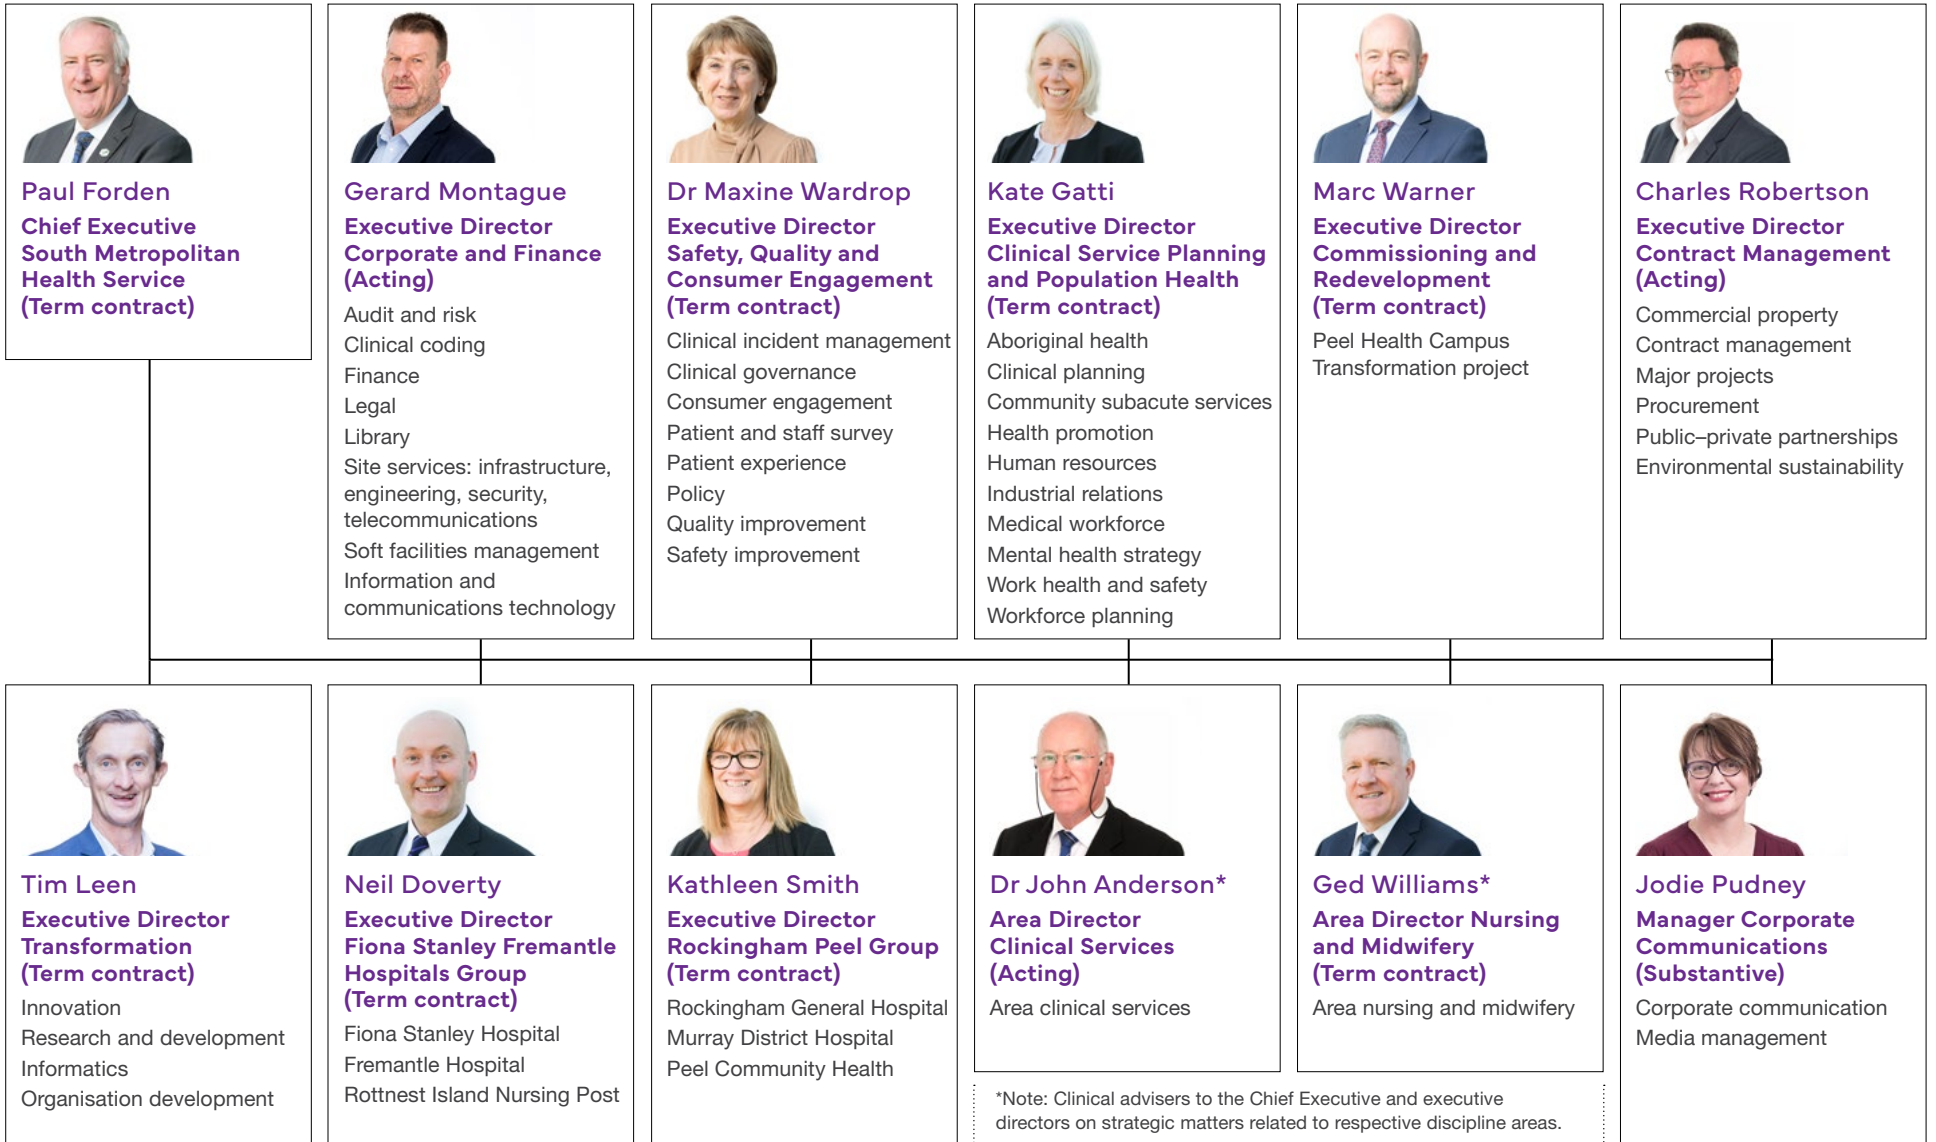 Paul Forden
Chief Executive
South Metropolitan
Health Service
(Term contract)
Gerard Montague
Executive Director
Corporate and Finance
(Acting)
Audit and risk
Clinical coding
Finance
Legal
Library
Site services: infrastructure,
engineering, security,
telecommunications
Soft facilities management
Information and
communications technology
Dr Maxine Wardrop
Executive Director
Safety, Quality and
Consumer Engagement
(Term contract)
Clinical incident management
Clinical governance
Consumer engagement
Patient and staff survey
Patient experience
Policy
Quality improvement
Safety improvement
Kate Gatti
Executive Director
Clinical Service Planning
and Population Health
(Term contract)
Aboriginal health
Clinical planning
Community subacute services
Health promotion
Human resources
Industrial relations
Medical workforce
Mental health strategy
Work health and safety
Workforce planning
Marc Warner
Executive Director
Commissioning and
Redevelopment
(Term contract)
Peel Health Campus
Transformation project
Charles Robertson
Executive Director
Contract Management
(Acting)
Commercial property
Contract management
Major projects
Procurement
Public–private partnerships
Environmental sustainability
Tim Leen
Executive Director
Transformation
(Term contract)
Innovation
Research and development
Informatics
Organisation development
Neil Doverty
Executive Director
Fiona Stanley Fremantle
Hospitals Group
(Term contract)
Fiona Stanley Hospital
Fremantle Hospital
Rottnest Island Nursing Post
Kathleen Smith
Executive Director
Rockingham Peel Group
(Term contract)
Rockingham General Hospital
Murray District Hospital
Peel Community Health
Dr John Anderson*
Area Director
Clinical Services
(Acting)
Area clinical services
Ged Williams*
Area Director Nursing
and Midwifery
(Term contract)
Area nursing and midwifery
*Note: Clinical advisers to the Chief Executive and executive
directors on strategic matters related to respective discipline areas.
Jodie Pudney
Manager Corporate
Communications
(Substantive)
Corporate communication
Media management